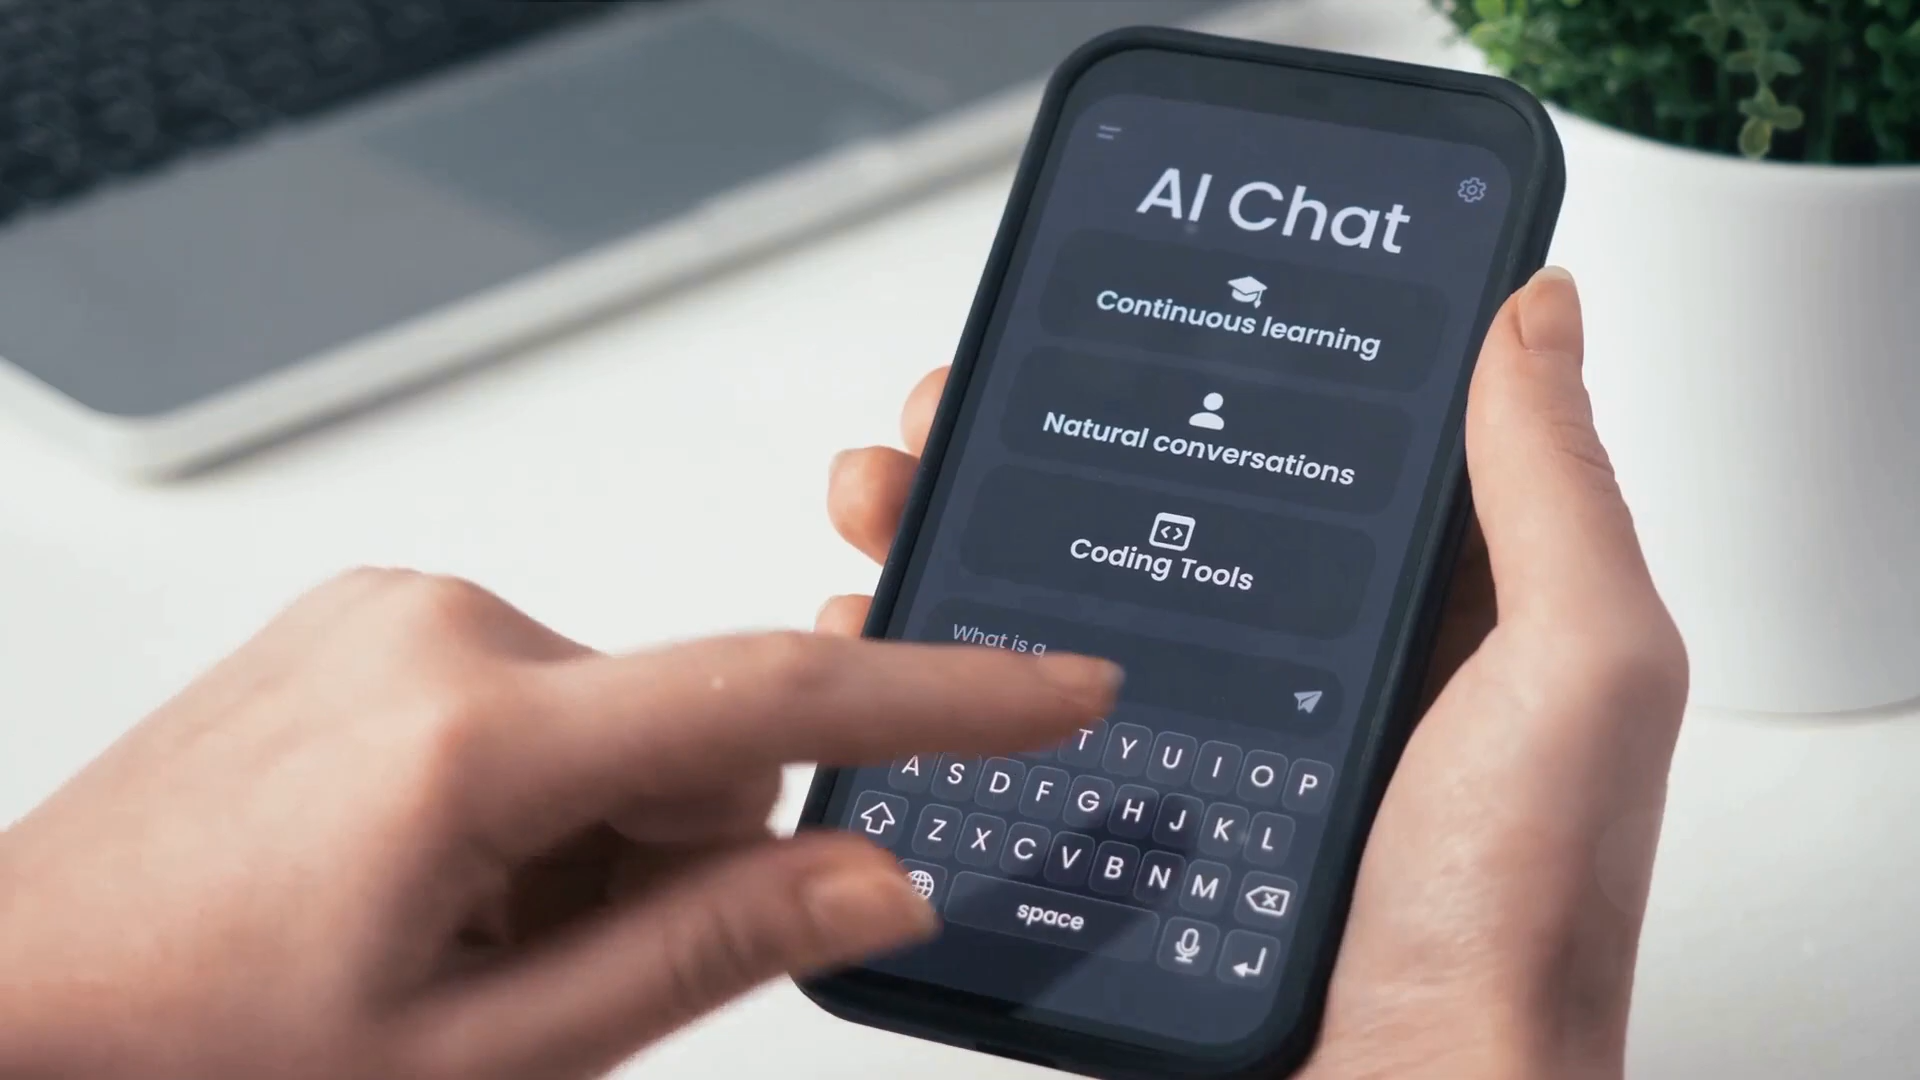 AI Chat
Continuous learning
Natural conversations
Coding Tools
What is a
T Y U I O P
A S D F G H J K L
Z X C V B N M
space